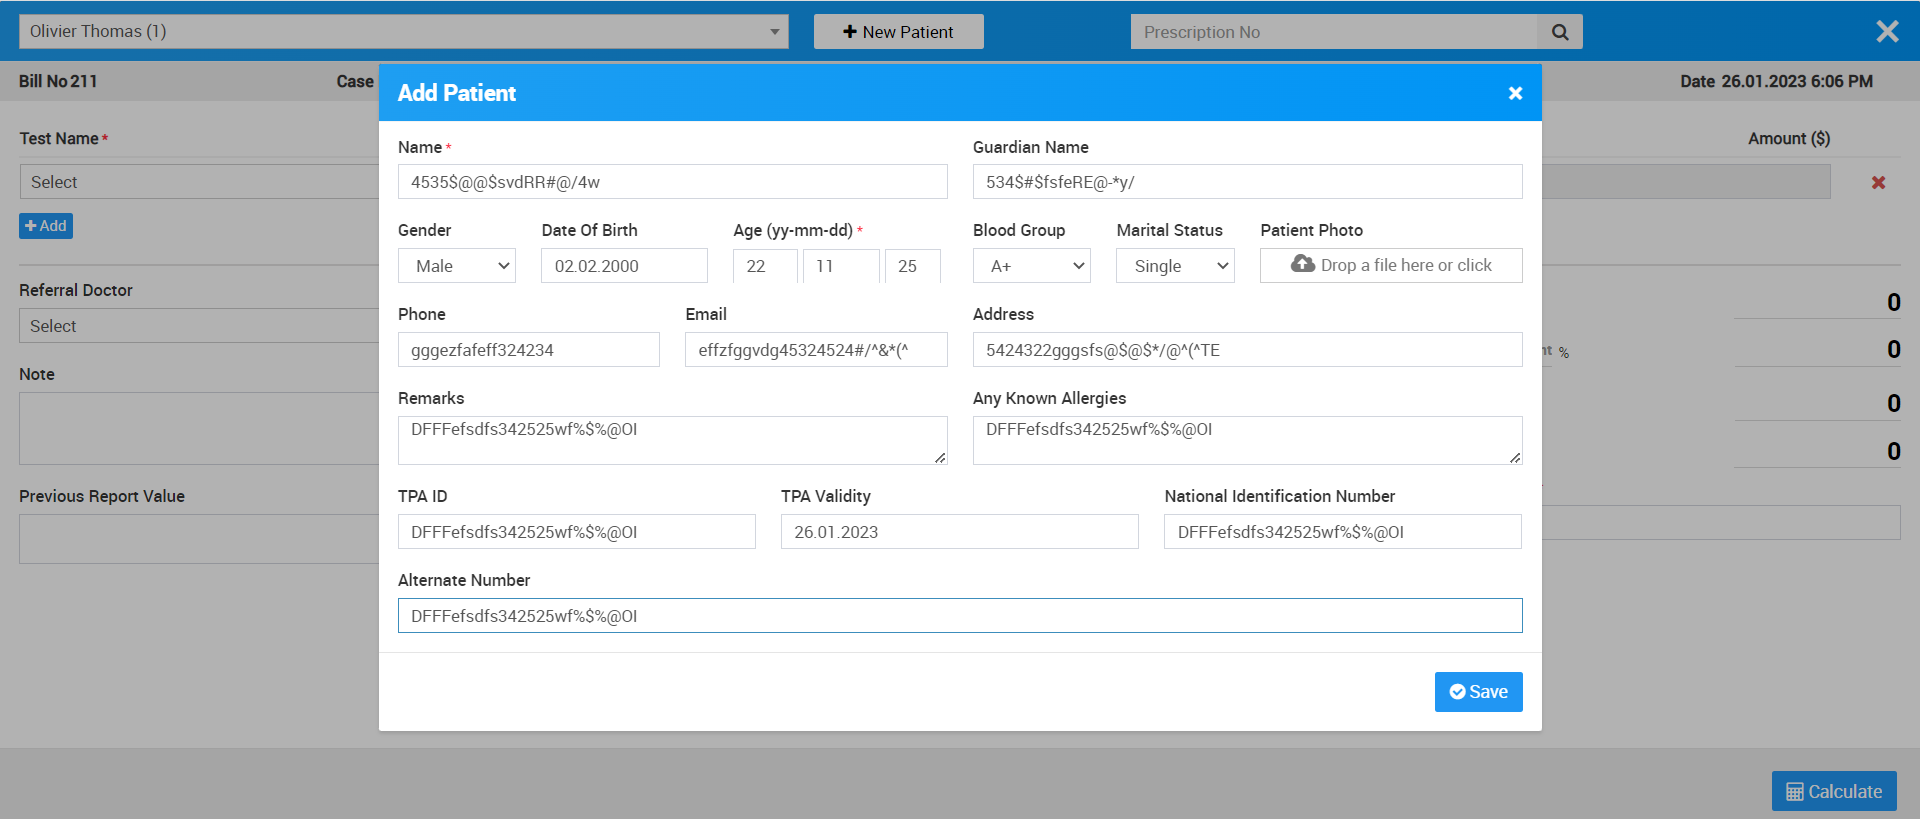 Olivier Thomas (1)
New Patient
Prescription No
Bill No 211
Case
Date 26.01.2023 6:06 PM
Add Patient
Test Name *
Amount ($)
Select
Add
Referral Doctor
Select
Note
Previous Report Value
Name *
Guardian Name
4535$@@$svdRR#@/4w
534$#$fsfeRE@-*y/
Gender
Date Of Birth
Age (yy-mm-dd) *
Blood Group
Marital Status
Patient Photo
Male
02.02.2000
22
11
25
A+
Single
Drop a file here or click
Phone
Email
Address
gggezfafeff324234
effzfggvdg45324524#/^&*(^
5424322gggsfs@$@$*/@^(^TE
Remarks
Any Known Allergies
DFFFefsdfs342525wf%$%@OI
DFFFefsdfs342525wf%$%@OI
TPA ID
TPA Validity
National Identification Number
DFFFefsdfs342525wf%$%@OI
26.01.2023
DFFFefsdfs342525wf%$%@OI
Alternate Number
DFFFefsdfs342525wf%$%@OI
Save
0
%
0
0
0
Calculate